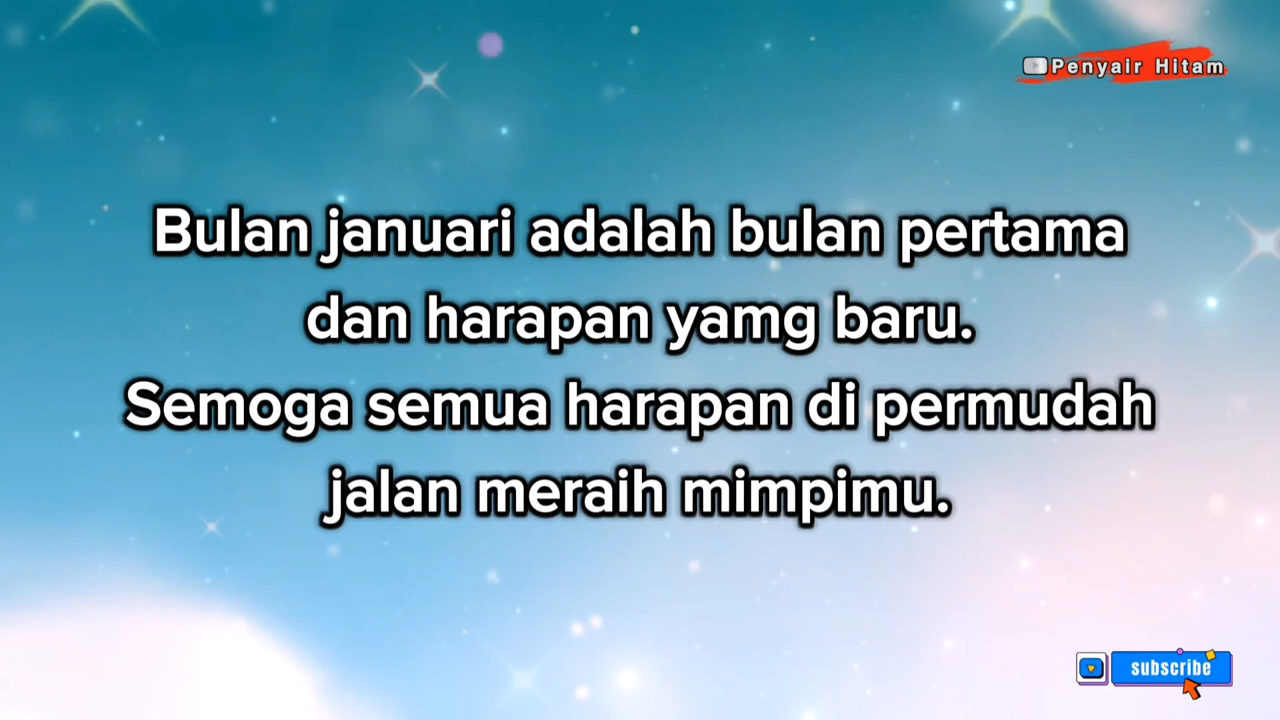 Penyair Hitam
Bulan januari adalah bulan pertama
dan harapan yamg baru.
Semoga semua harapan di permudah
jalan meraih mimpimu.
subscribe